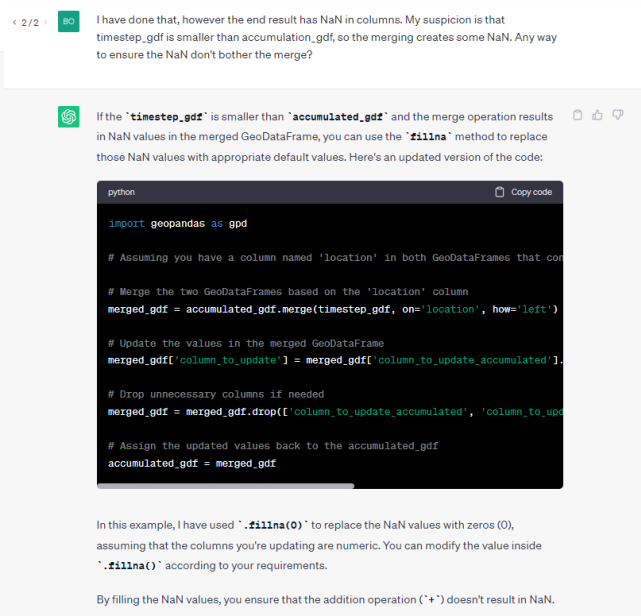 < 2 / 2 >
BO
I have done that, however the end result has NaN in columns. My suspicion is that
timestep_gdf is smaller than accumulation_gdf, so the merging creates some NaN. Any way
to ensure the NaN don't bother the merge?
If the `timestep_gdf` is smaller than `accumulated_gdf` and the merge operation results
in NaN values in the merged GeoDataFrame, you can use the `fillna` method to replace
those NaN values with appropriate default values. Here's an updated version of the code:
python
Copy code
import geopandas as gpd
# Assuming you have a column named 'location' in both GeoDataFrames that con
# Merge the two GeoDataFrames based on the 'location' column
merged_gdf = accumulated_gdf.merge(timestep_gdf, on='location', how='left')
# Update the values in the merged GeoDataFrame
merged_gdf['column_to_update'] = merged_gdf['column_to_update_accumulated'].
# Drop unnecessary columns if needed
merged_gdf = merged_gdf.drop(['column_to_update_accumulated', 'column_to_upd
# Assign the updated values back to the accumulated_gdf
accumulated_gdf = merged_gdf
In this example, I have used `.fillna(0)` to replace the NaN values with zeros (0),
assuming that the columns you're updating are numeric. You can modify the value inside
`.fillna()` according to your requirements.
By filling the NaN values, you ensure that the addition operation (`+`) doesn't result in NaN.